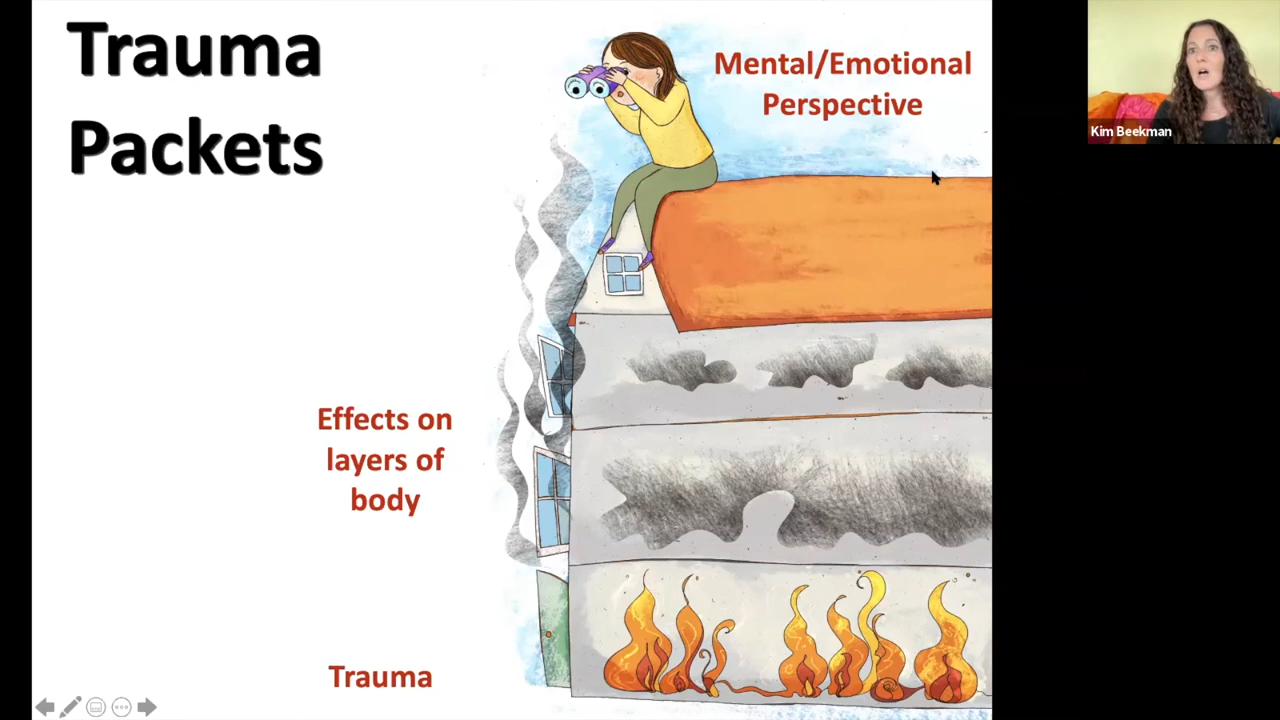 Trauma
Packets
Mental/Emotional
Perspective
Kim Beekman
Effects on
layers of
body
Trauma